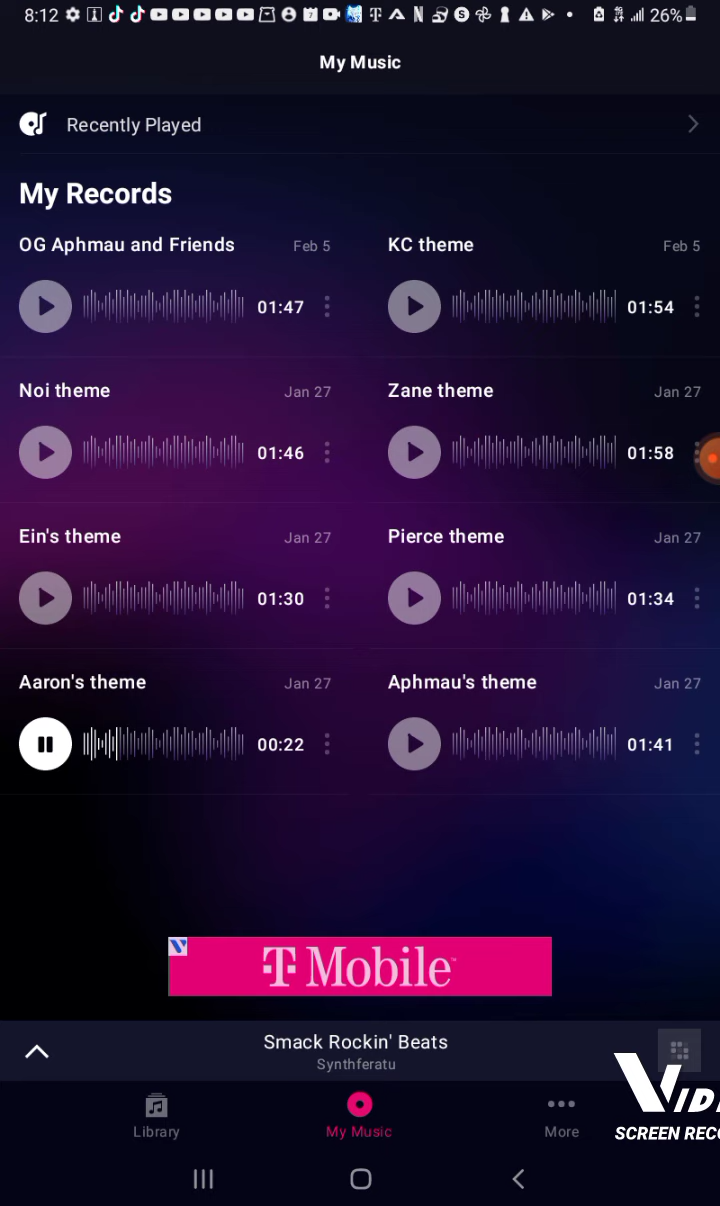 8:12 26%
My Music
Recently Played
My Records
OG Aphmau and Friends Feb 5
01:47
KC theme Feb 5
01:54
Noi theme Jan 27
01:46
Zane theme Jan 27
01:58
Ein's theme Jan 27
01:30
Pierce theme Jan 27
01:34
Aaron's theme Jan 27
00:22
Aphmau's theme Jan 27
01:41
T Mobile
Smack Rockin' Beats
Synthferatu
Library
My Music
More
VID
SCREEN REC